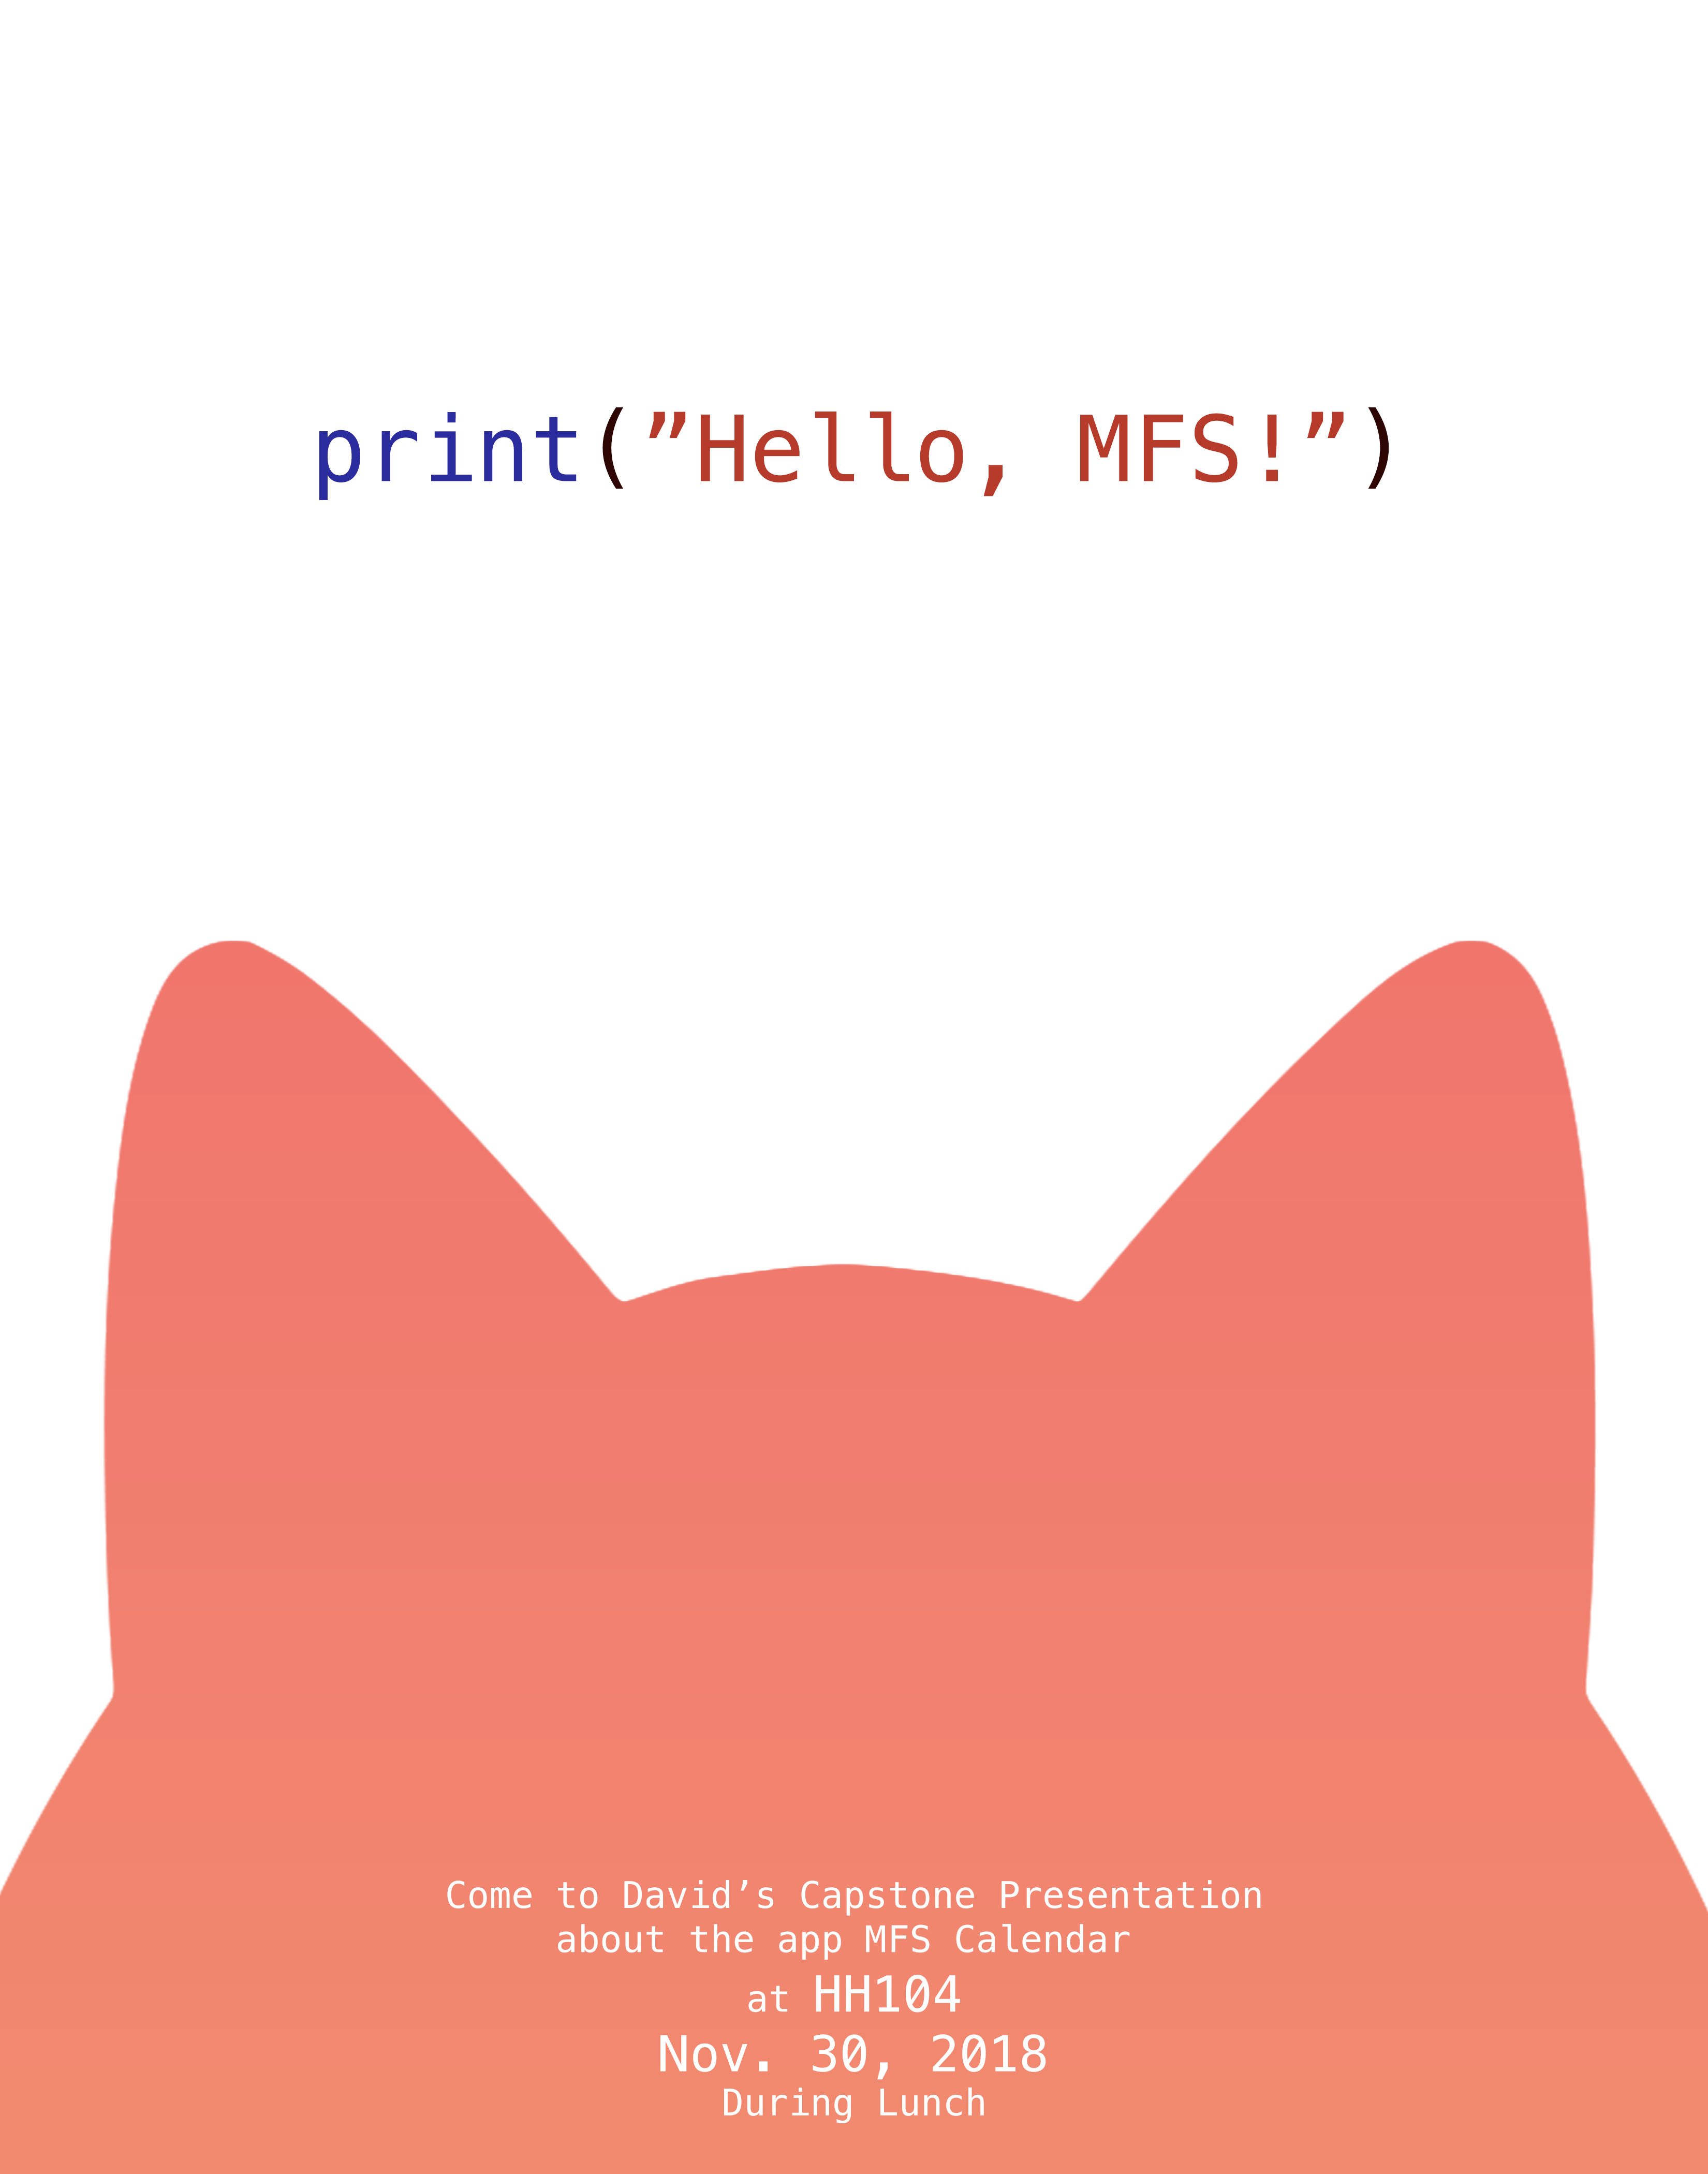 print(”Hello, MFS!”)
Come to David’s Capstone Presentation
about the app MFS Calendar
at HH104
Nov. 30, 2018
During Lunch